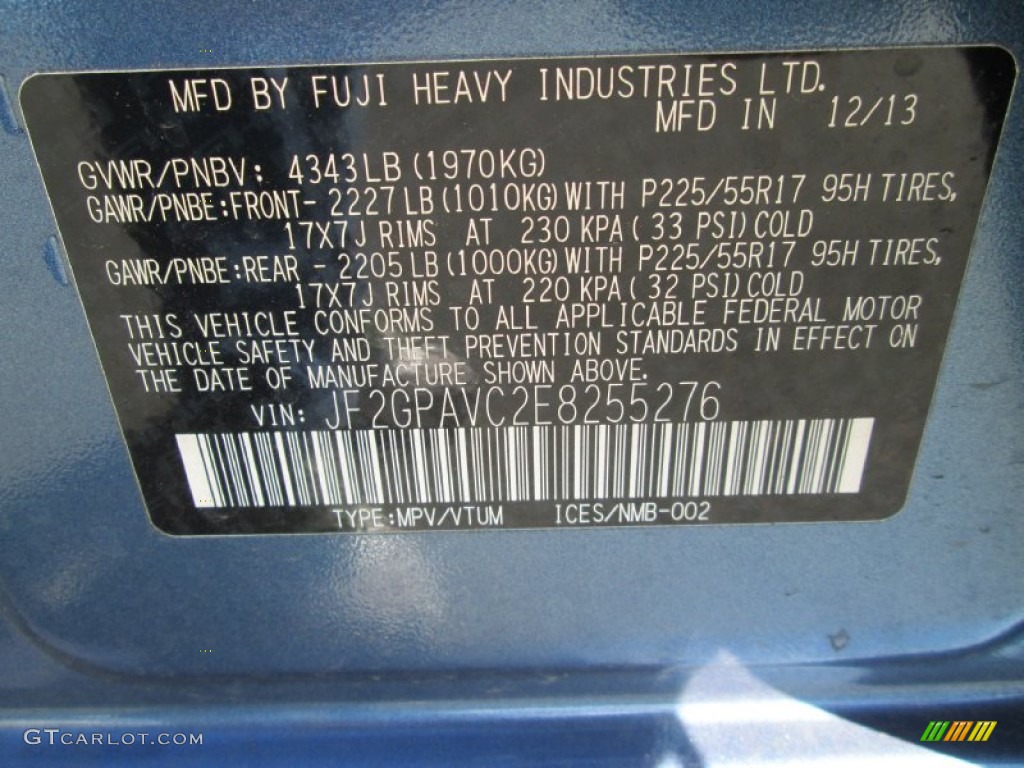 MFD BY FUJI HEAVY INDUSTRIES LTD.
MFD IN 12/13
GVWR/PNBV: 4343LB (1970KG)
GAWR/PNBE:FRONT- 2227LB (1010KG) WITH P225/55R17 95H TIRES,
17X7J RIMS AT 230 KPA ( 33 PSI) COLD
GAWR/PNBE:REAR - 2205LB (1000KG) WITH P225/55R17 95H TIRES,
17X7J RIMS AT 220 KPA ( 32 PSI) COLD
THIS VEHICLE CONFORMS TO ALL APPLICABLE FEDERAL MOTOR
VEHICLE SAFETY AND THEFT PREVENTION STANDARDS IN EFFECT ON
THE DATE OF MANUFACTURE SHOWN ABOVE.
VIN: JF2GPAVC2E8255276
TYPE:MPV/VTUM ICES/NMB-002
GTCARLOT.COM